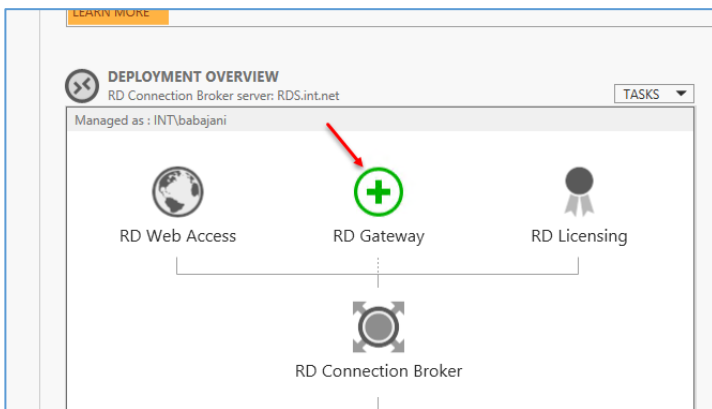 LEARN MORE
DEPLOYMENT OVERVIEW
RD Connection Broker server: RDS.int.net
TASKS
Managed as : INT\babajani
RD Web Access
RD Gateway
RD Licensing
RD Connection Broker